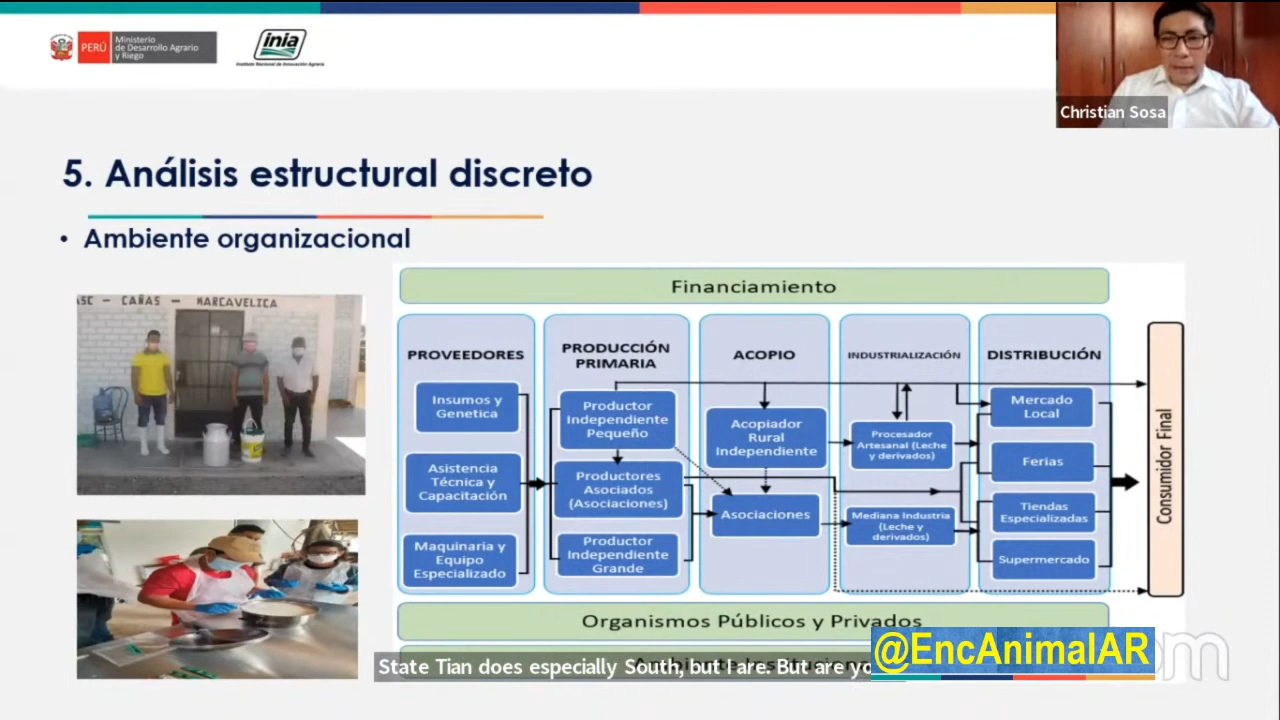 PERÚ
Ministerio
de Desarrollo Agrario
y Riego
inia
Instituto Nacional de Innovación Agraria
Christian Sosa
5. Análisis estructural discreto
• Ambiente organizacional
ASC - CAÑAS - MARCAVELICA
Financiamiento
PROVEEDORES
Insumos y
Genetica
Asistencia
Técnica y
Capacitación
Maquinaria y
Equipo
Especializado
PRODUCCIÓN
PRIMARIA
Productor
Independiente
Pequeño
Productores
Asociados
(Asociaciones)
Productor
Independiente
Grande
ACOPIO
Acopiador
Rural
Independiente
Asociaciones
INDUSTRIALIZACIÓN
Procesador
Artesanal (Leche
y derivados)
Mediana Industria
(Leche y
derivados)
DISTRIBUCIÓN
Mercado
Local
Ferias
Tiendas
Especializadas
Supermercado
Consumidor Final
Organismos Públicos y Privados
State Tian does especially South, but I are. But are yo
@EncAnimalAR
om